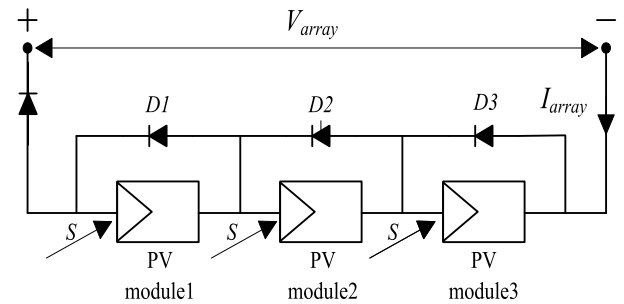 + V_array −
D1 D2 D3 I_array
S S S
PV PV PV
module1 module2 module3